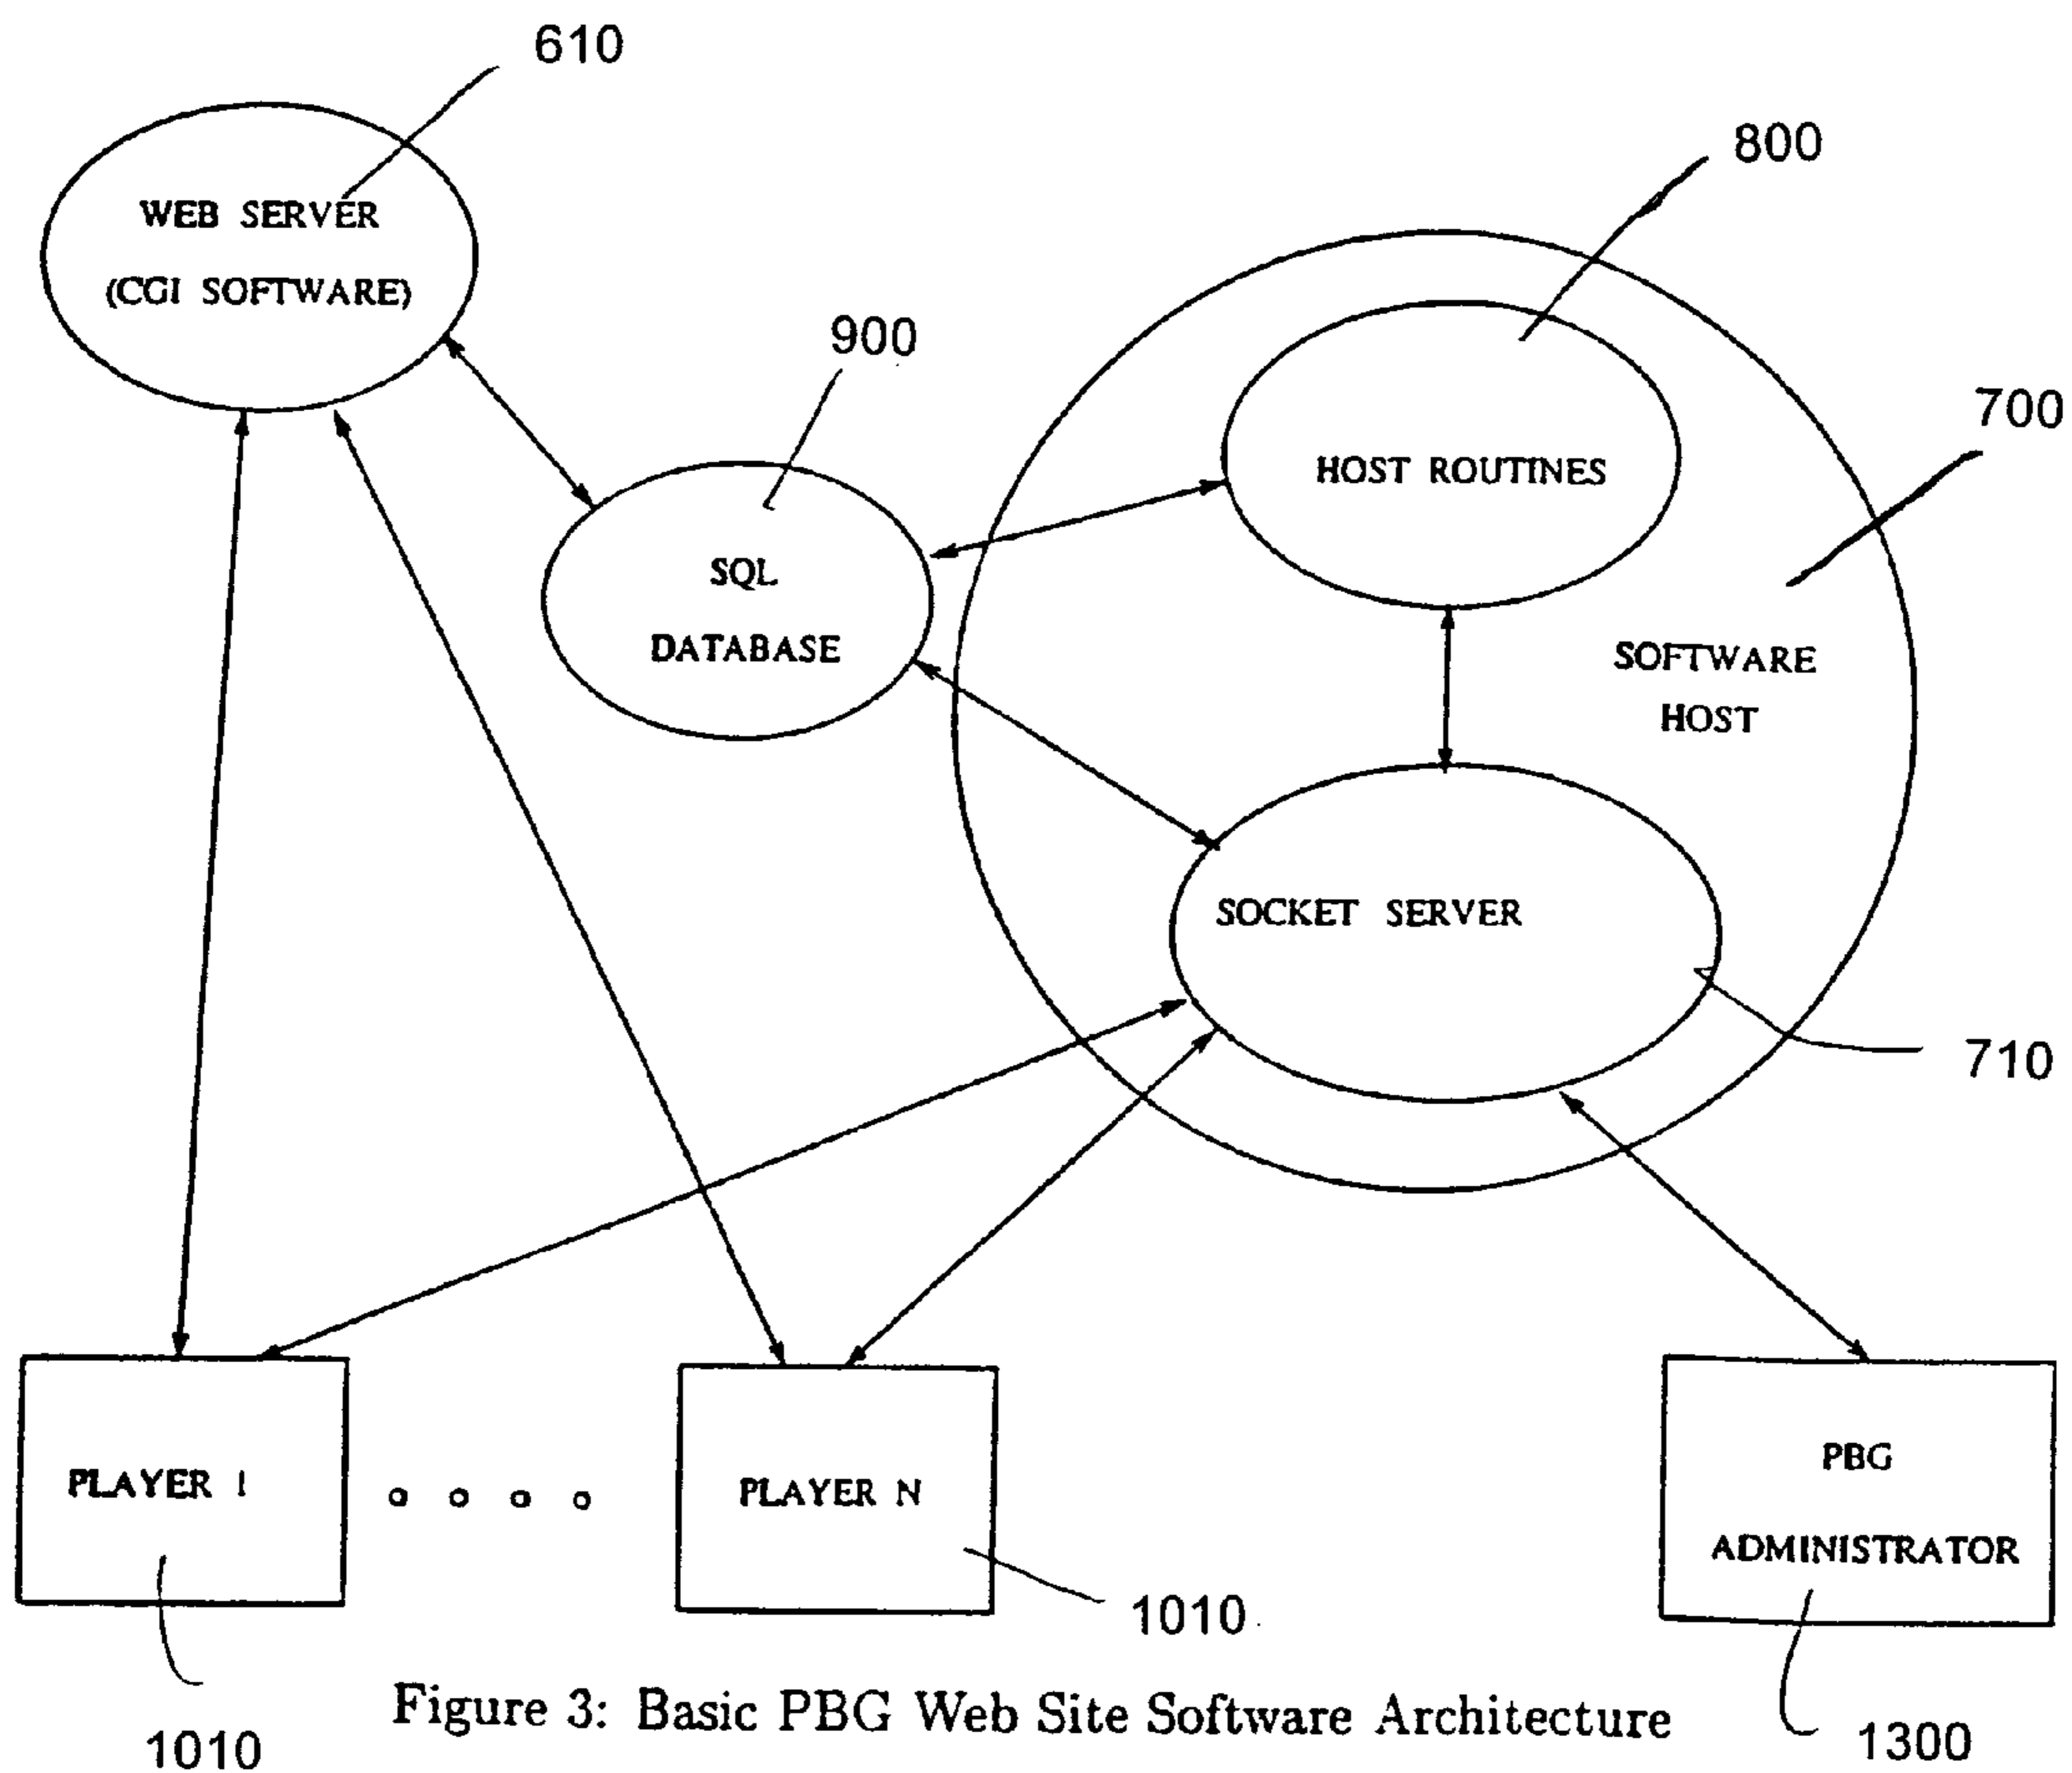 610
800
WEB SERVER
(CGI SOFTWARE)
900
700
HOST ROUTINES
SQL
DATABASE
SOFTWARE
HOST
SOCKET SERVER
710
PLAYER 1
PLAYER N
PBG
ADMINISTRATOR
1010
1010
1300
Figure 3: Basic PBG Web Site Software Architecture